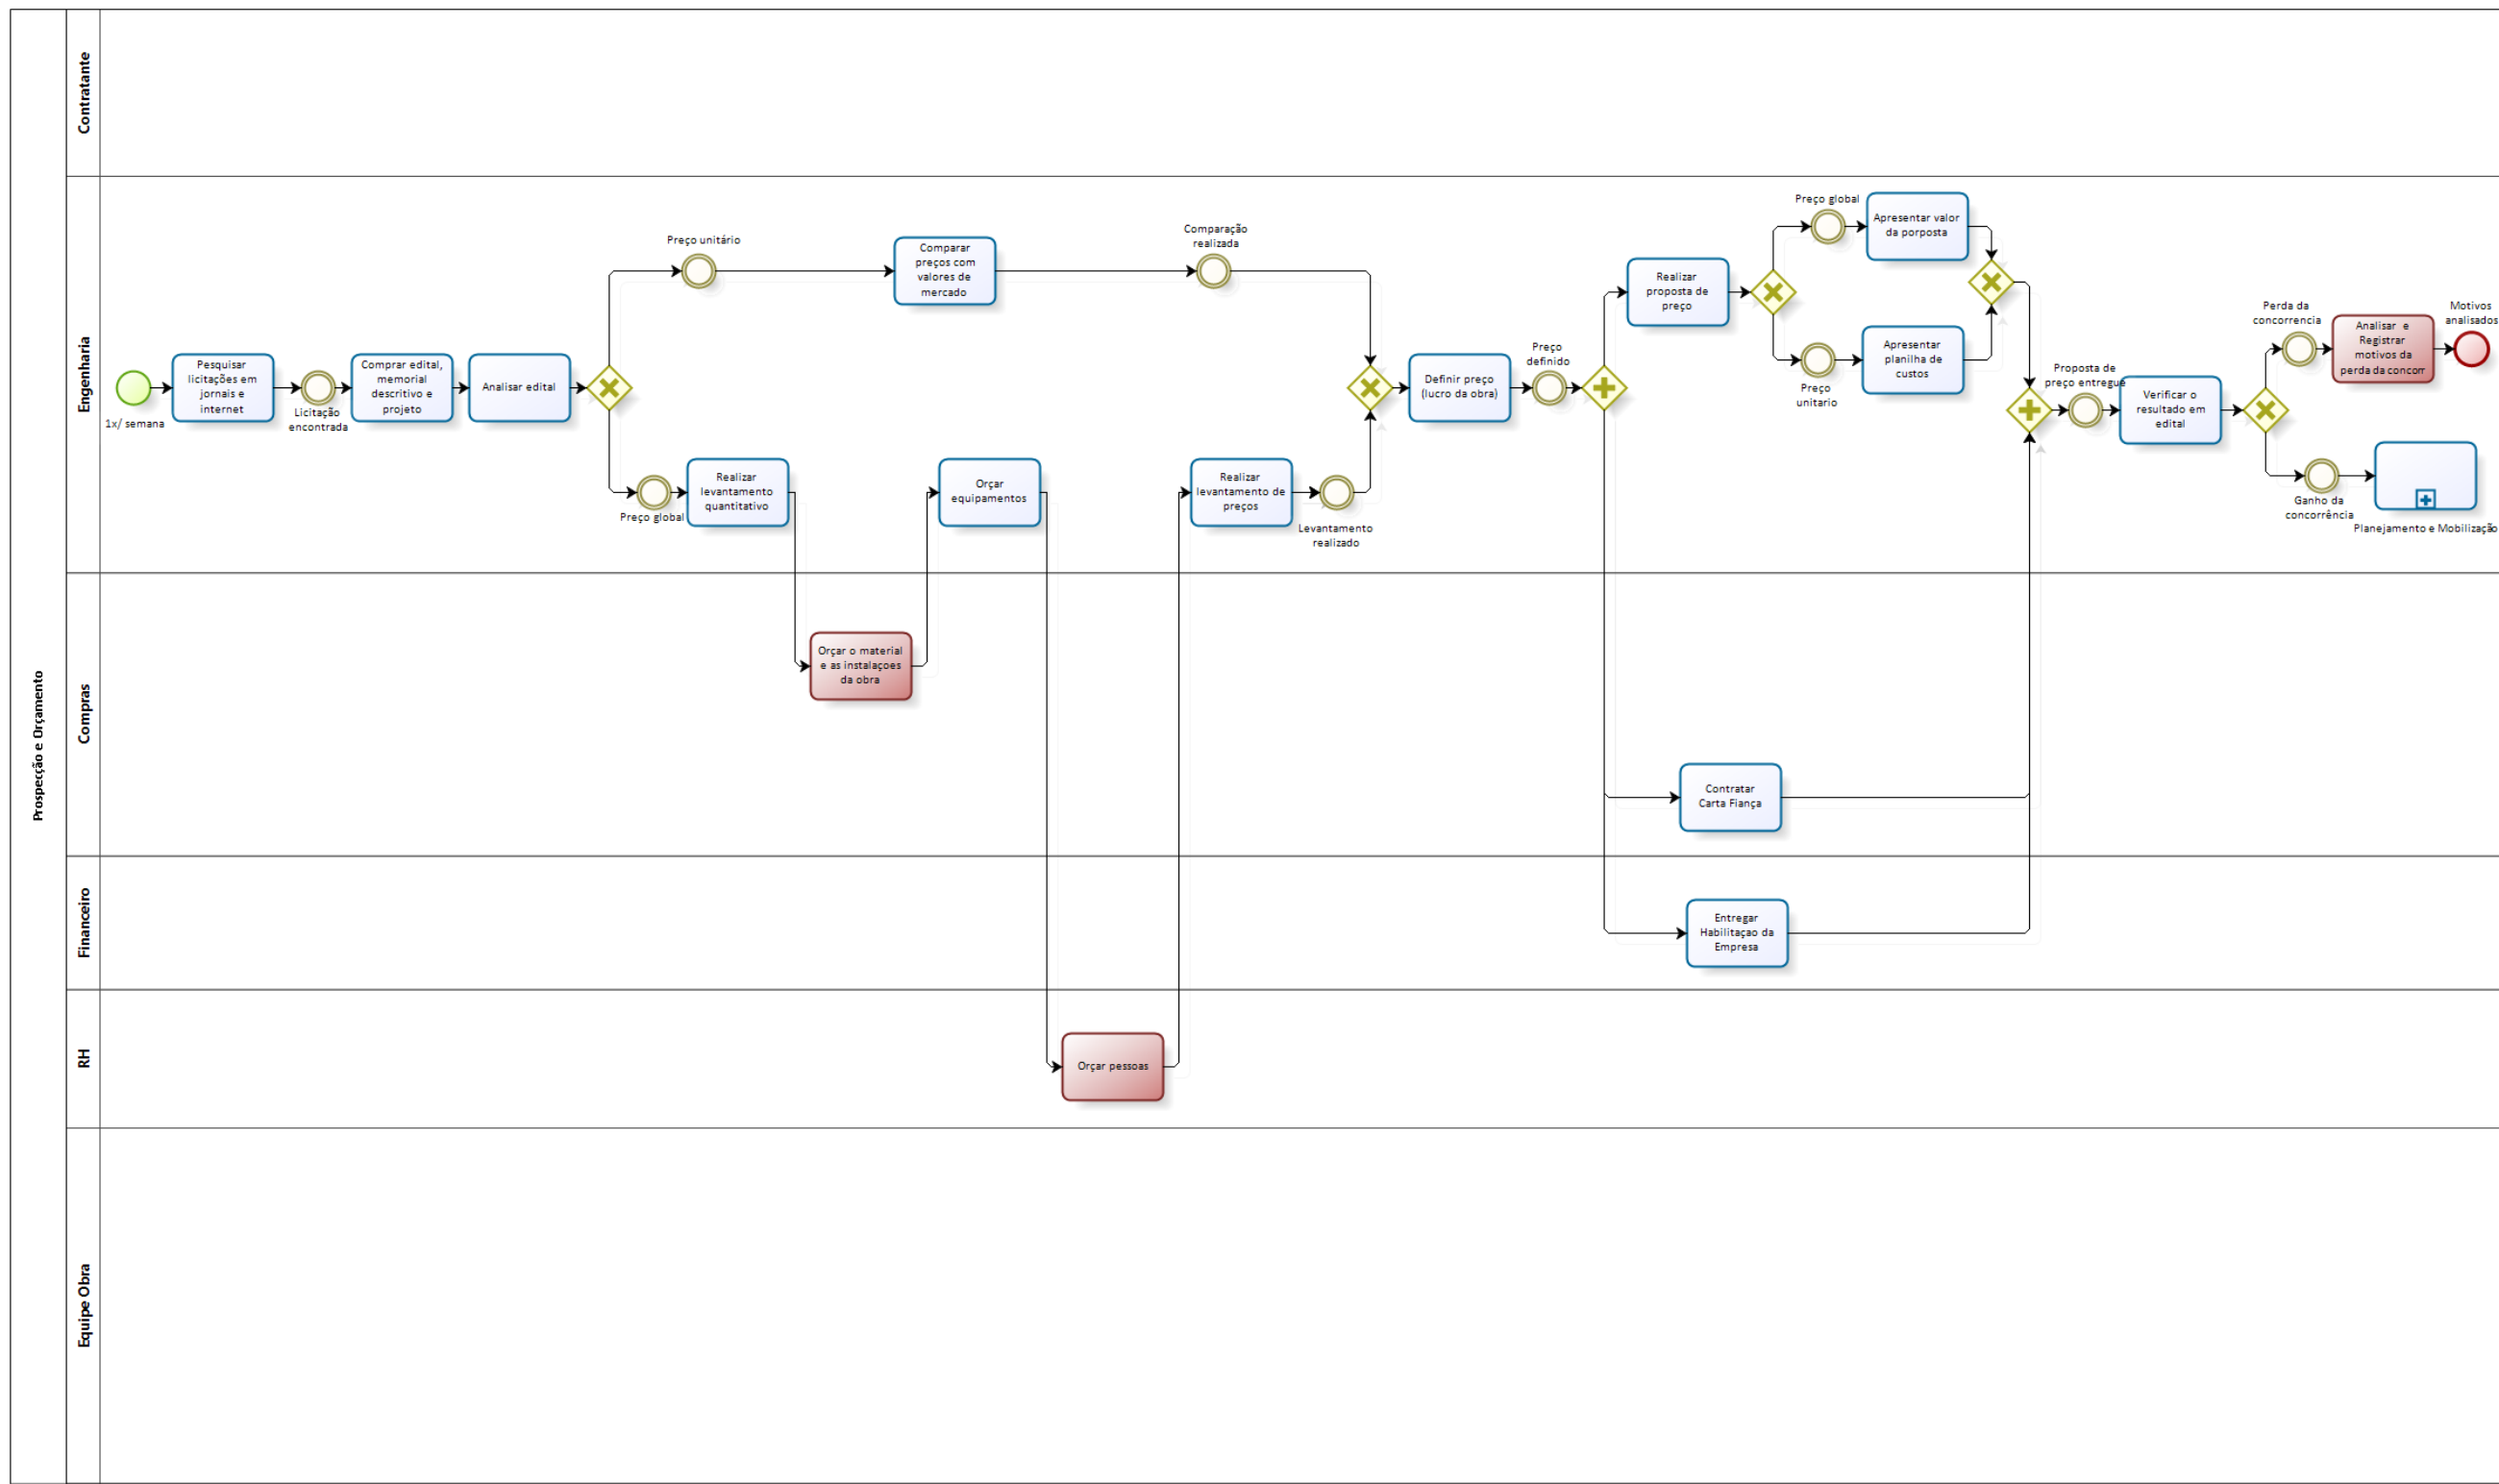 Prospecção e Orçamento
Contratante
Engenharia
1x/ semana
Pesquisar
licitações em
jornais e
internet
Licitação
encontrada
Comprar edital,
memorial
descritivo e
projeto
Analisar edital
Preço unitário
Comparar
preços com
valores de
mercado
Comparação
realizada
Preço global
Realizar
levantamento
quantitativo
Orçar
equipamentos
Realizar
levantamento de
preços
Levantamento
realizado
Definir preço
(lucro da obra)
Preço
definido
Realizar
proposta de
preço
Preço global
Apresentar valor
da porposta
Preço
unitario
Apresentar
planilha de
custos
Proposta de
preço entregue
Verificar o
resultado em
edital
Perda da
concorrencia
Analisar e
Registrar
motivos da
perda da concorr
Motivos
analisados
Ganho da
concorrência
Planejamento e Mobilização
Compras
Orçar o material
e as instalaçoes
da obra
Contratar
Carta Fiança
Financeiro
Entregar
Habilitaçao da
Empresa
RH
Orçar pessoas
Equipe Obra